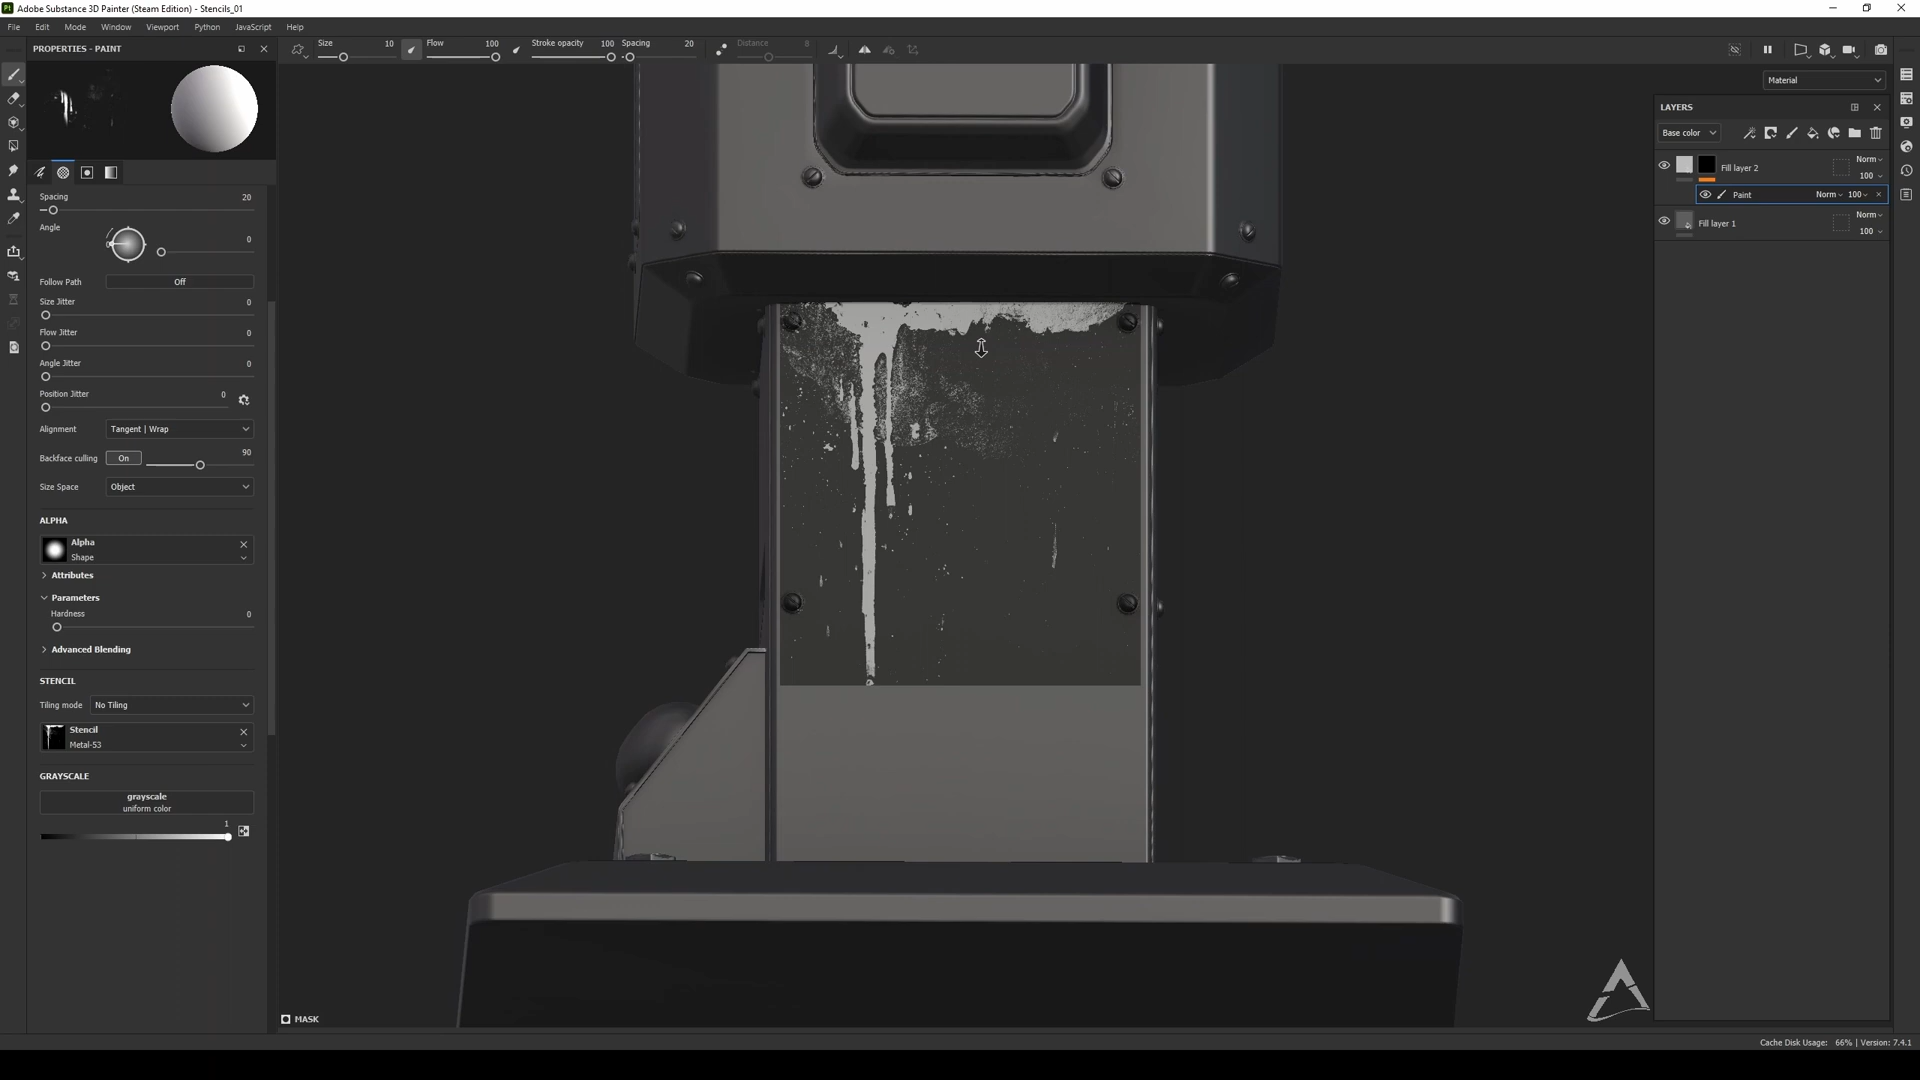 Adobe Substance 3D Painter (Steam Edition) - Stencils_01
File Edit Mode Window Viewport Python JavaScript Help
PROPERTIES - PAINT
Size 10 Flow 100 Stroke opacity 100 Spacing 20 Distance 8
Material
LAYERS
Base color
Fill layer 2 Norm 100
Paint Norm 100
Fill layer 1 Norm 100
Spacing 20
Angle 0
Follow Path Off
Size Jitter 0
Flow Jitter 0
Angle Jitter 0
Position Jitter 0
Alignment Tangent | Wrap
Backface culling On 90
Size Space Object
ALPHA
Alpha
Shape
Attributes
Parameters
Hardness 0
Advanced Blending
STENCIL
Tiling mode No Tiling
Stencil
Metal-53
GRAYSCALE
grayscale
uniform color
1
MASK
Cache Disk Usage: 66% | Version: 7.4.1